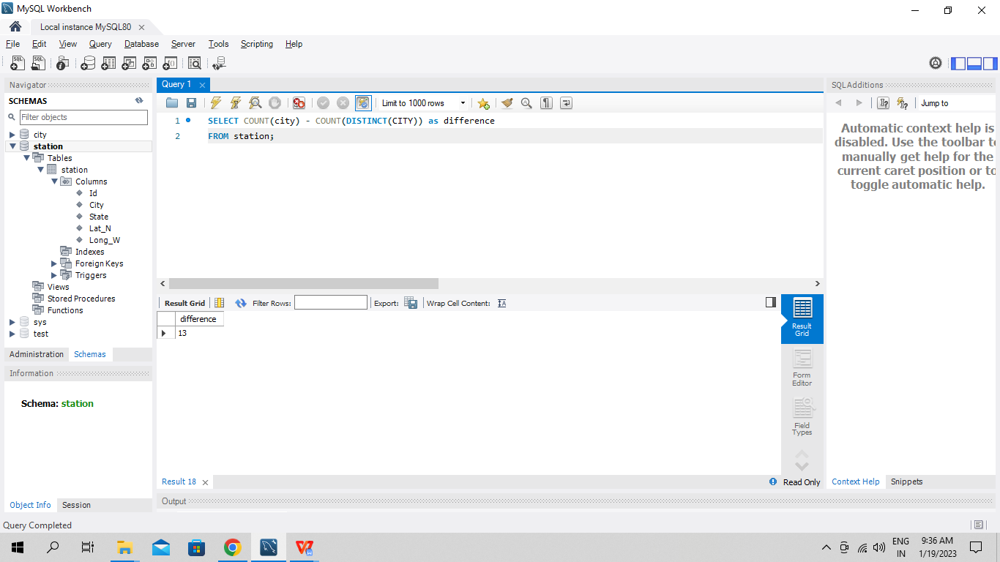 MySQL Workbench
Local instance MySQL80
File Edit View Query Database Server Tools Scripting Help
Navigator
SCHEMAS
Filter objects
city
station
Tables
station
Columns
Id
City
State
Lat_N
Long_W
Indexes
Foreign Keys
Triggers
Views
Stored Procedures
Functions
sys
test
Administration Schemas
Information
Schema: station
Object Info Session
Query 1
Limit to 1000 rows
1 SELECT COUNT(city) - COUNT(DISTINCT(CITY)) as difference
2 FROM station;
Result Grid Filter Rows: Export: Wrap Cell Content:
difference
13
Result
Grid
Form
Editor
Field
Types
Result 18
Read Only
Output
SQLAdditions
Jump to
Automatic context help is
disabled. Use the toolbar to
manually get help for the
current caret position or to
toggle automatic help.
Context Help Snippets
Query Completed
ENG
IN
9:36 AM
1/19/2023